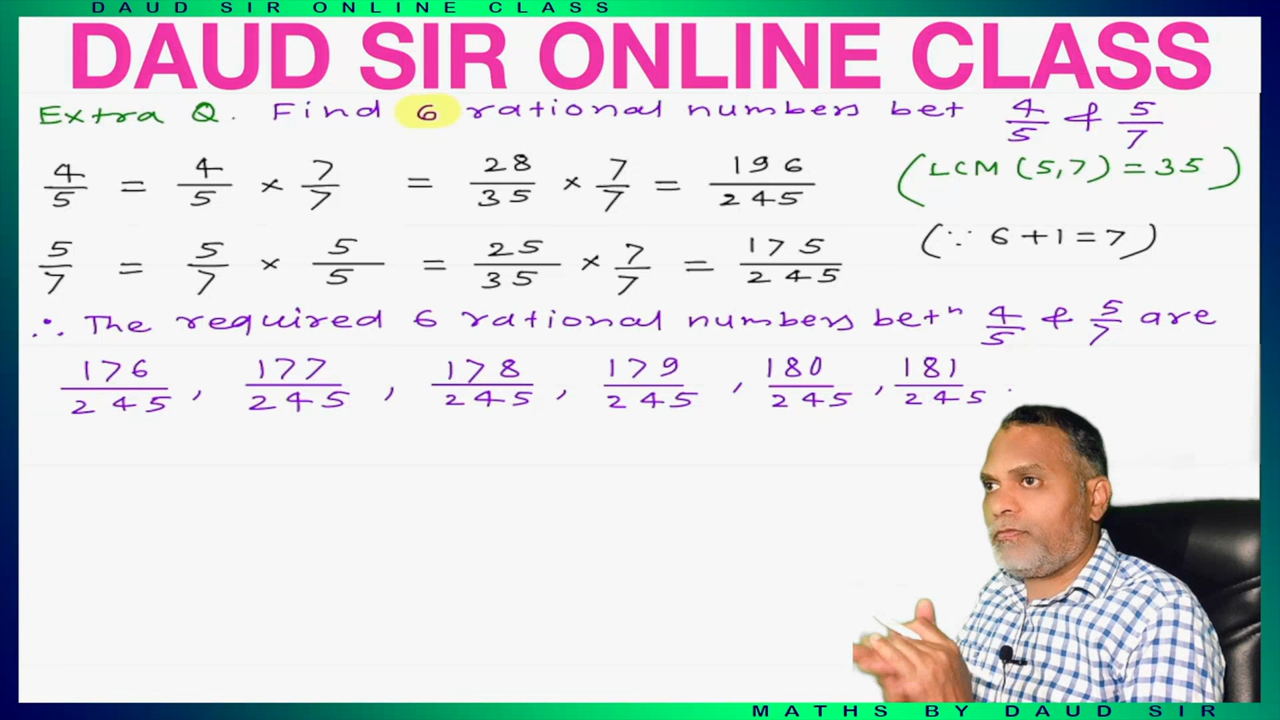 DAUD SIR ONLINE CLASS
DAUD SIR ONLINE CLASS
Extra Q. Find 6 rational numbers bet 4/5 & 5/7
4/5 = 4/5 × 7/7 = 28/35 × 7/7 = 196/245 (LCM (5,7) = 35)
(∵ 6+1=7)
5/7 = 5/7 × 5/5 = 25/35 × 7/7 = 175/245
∴ The required 6 rational numbers betⁿ 4/5 & 5/7 are
176/245, 177/245, 178/245, 179/245, 180/245, 181/245.
MATHS BY DAUD SIR